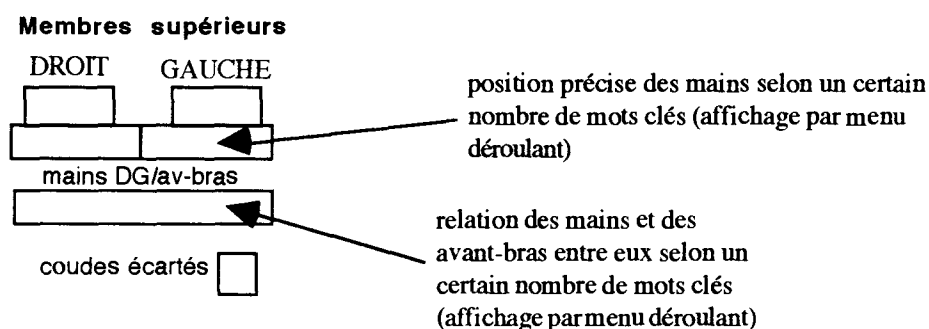 Membres supérieurs
DROIT GAUCHE
mains DG/av-bras
coudes écartés
position précise des mains selon un certain
nombre de mots clés (affichage par menu
déroulant)
relation des mains et des
avant-bras entre eux selon un
certain nombre de mots clés
(affichage par menu déroulant)